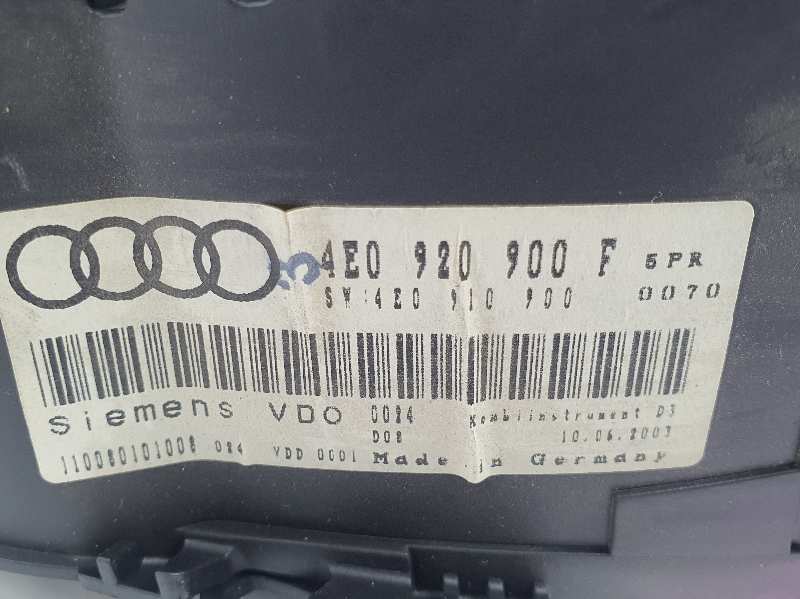 4E0 920 900 F 5PR
SW:4E0 910 900 0070
Siemens VDO 0024 Kombiinstrument D3
D08 10.06.2003
110080101008 024 VDD 0001 Made in Germany